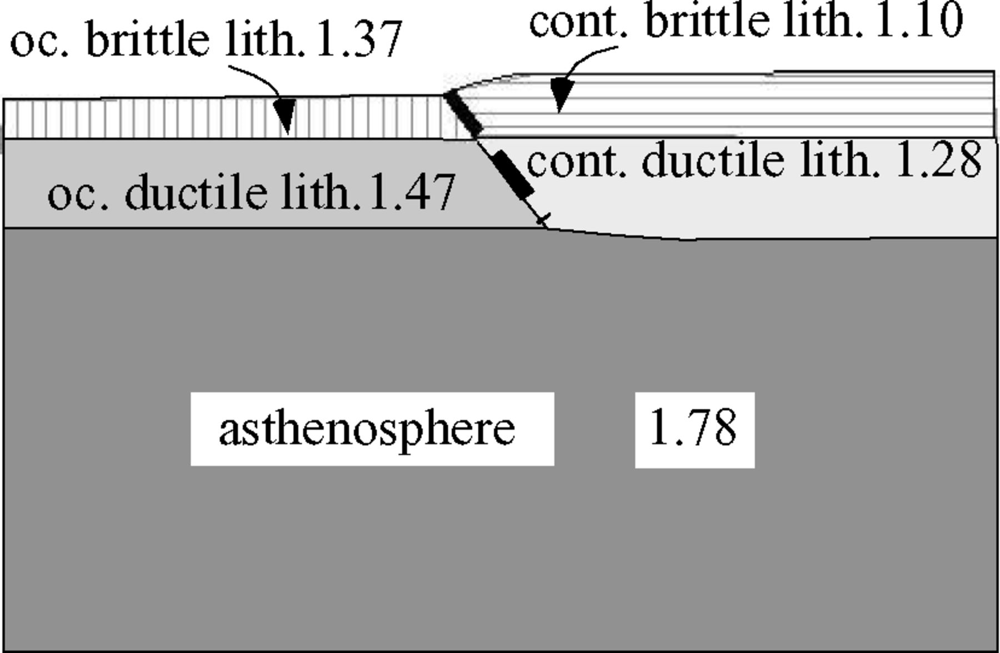 oc. brittle lith. 1.37
cont. brittle lith. 1.10
cont. ductile lith. 1.28
oc. ductile lith. 1.47
asthenosphere 1.78